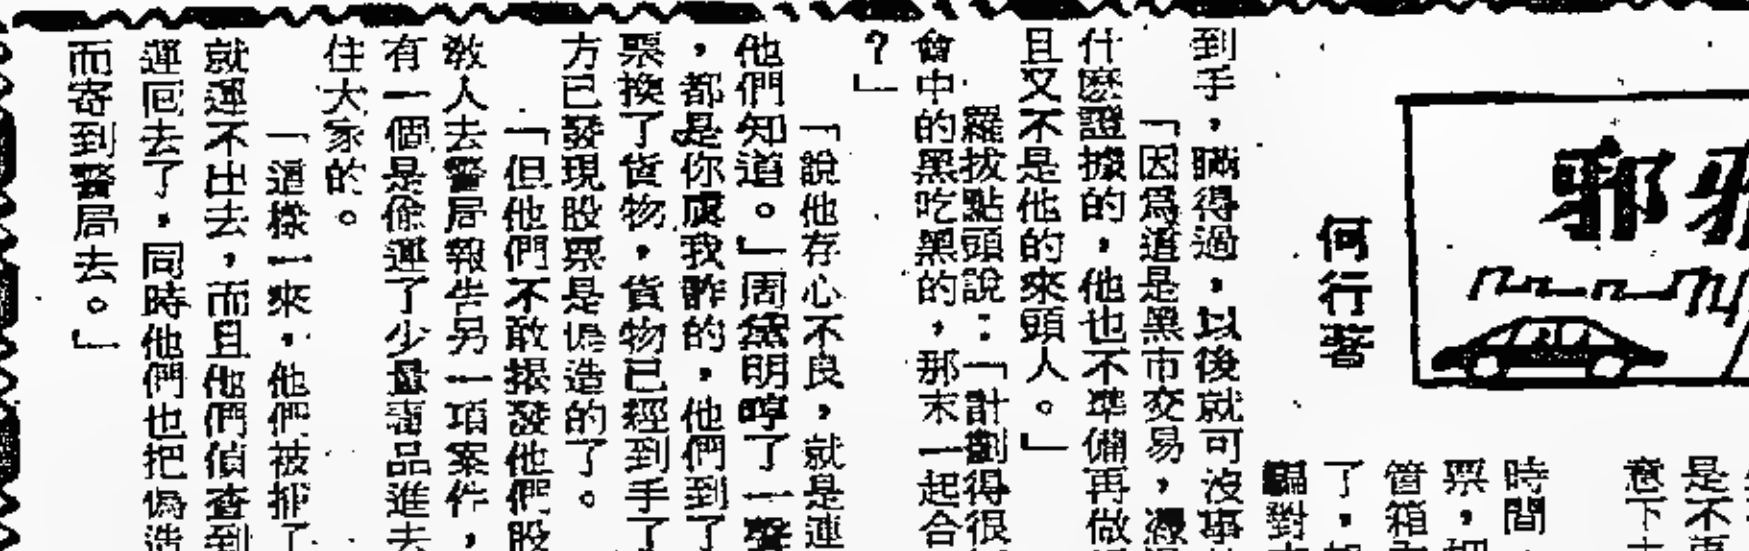 邪
何行著
意下
是不
時間
票，
管箱
了，
騙對
到手，瞞得過，以後就可沒事
「因為這是黑市交易，憑
什麼證據的，他也不準備再做
且又不是他的來頭人。」
羅拔點頭說：「計劃得很
會中的黑吃黑的，那末一起合
？」
「說他存心不良，就是連
他們知道。」周黛明哼了一聲
，都是你或我詐的，他們到了
票換了貨物，貨物已經到手了
方已發現股票是偽造的了。
「但他們不敢揭發他們股
教人去警局報告另一項案件，
有一個是偷運了少量毒品進去
住大家的。
「這樣一來，他們被抓了
就運不出去，而且他們偵查到
運回去了，同時他們也把偽造
而寄到警局去。」